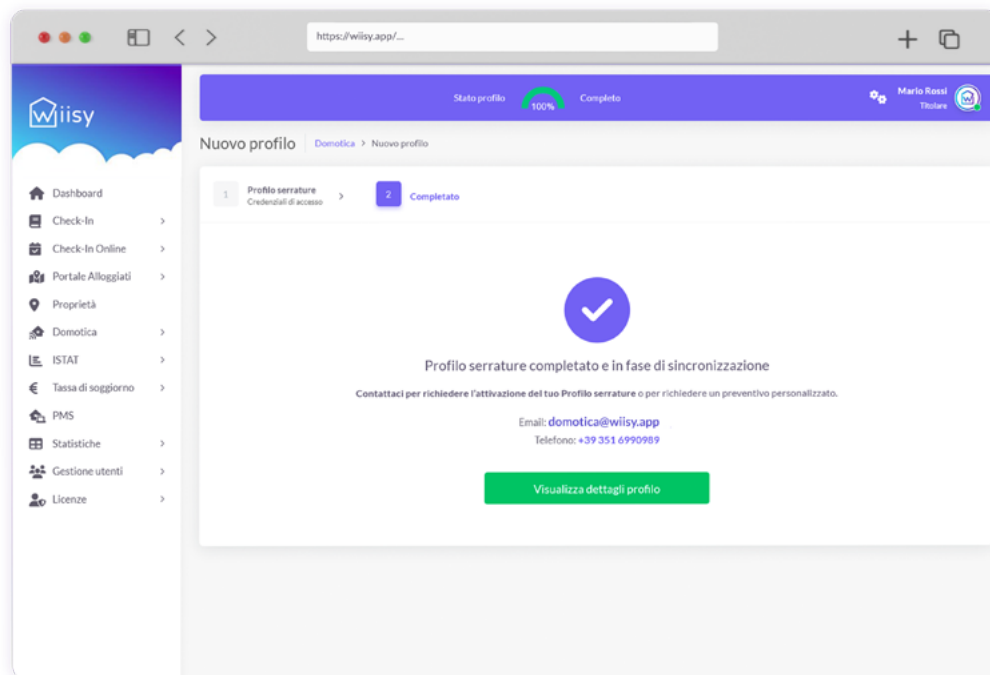 https://wiisy.app/...
wiisy
Stato profilo 100% Completo
Mario Rossi
Titolare
Nuovo profilo Domotica > Nuovo profilo
1 Profilo serrature
Credenziali di accesso
> 2 Completato
Dashboard
Check-In
Check-In Online
Portale Alloggiati
Proprietà
Domotica
ISTAT
Tassa di soggiorno
PMS
Statistiche
Gestione utenti
Licenze
Profilo serrature completato e in fase di sincronizzazione
Contattaci per richiedere l'attivazione del tuo Profilo serrature o per richiedere un preventivo personalizzato.
Email: domotica@wiisy.app
Telefono: +39 351 6990989
Visualizza dettagli profilo